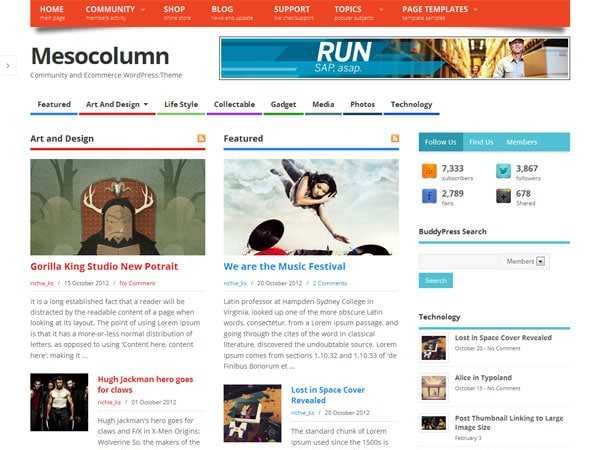 HOME COMMUNITY SHOP BLOG SUPPORT TOPICS PAGE TEMPLATES
main page member's activity online store news and update live chat/support popular subjects template samples
Mesocolumn
Community and Ecommerce WordPress Theme
RUN
SAP. asap.
Featured Art And Design Life Style Collectable Gadget Media Photos Technology
Art and Design
Gorilla King Studio New Potrait
richie_ks / 15 October 2012 / No Comment
It is a long established fact that a reader will be
distracted by the readable content of a page when
looking at its layout. The point of using Lorem Ipsum
is that it has a more-or-less normal distribution of
letters, as opposed to using 'Content here, content
here', making it ...
Hugh Jackman hero goes
for claws
richie_ks / 01 October 2012
Hugh Jackman's hero goes for
claws and F/X in X-Men Origins:
Wolverine So, the makers of the
Featured
We are the Music Festival
richie_ks / 20 October 2012 / 2 Comments
Latin professor at Hampden-Sydney College in
Virginia, looked up one of the more obscure Latin
words, consectetur, from a Lorem Ipsum passage, and
going through the cites of the word in classical
literature, discovered the undoubtable source. Lorem
Ipsum comes from sections 1.10.32 and 1.10.33 of 'de
Finibus Bonorum et ...
Lost in Space Cover
Revealed
richie_ks / 20 October 2012
The standard chunk of Lorem
Ipsum used since the 1500s is
Follow Us Find Us Members
7,333
subscribers
3,867
followers
2,789
fans
678
Shared
BuddyPress Search
Members
Search
Technology
Lost in Space Cover Revealed
October 20 - No Comment
Alice in Typoland
October 15 - No Comment
Post Thumbnail Linking to Large
Image Size
February 3